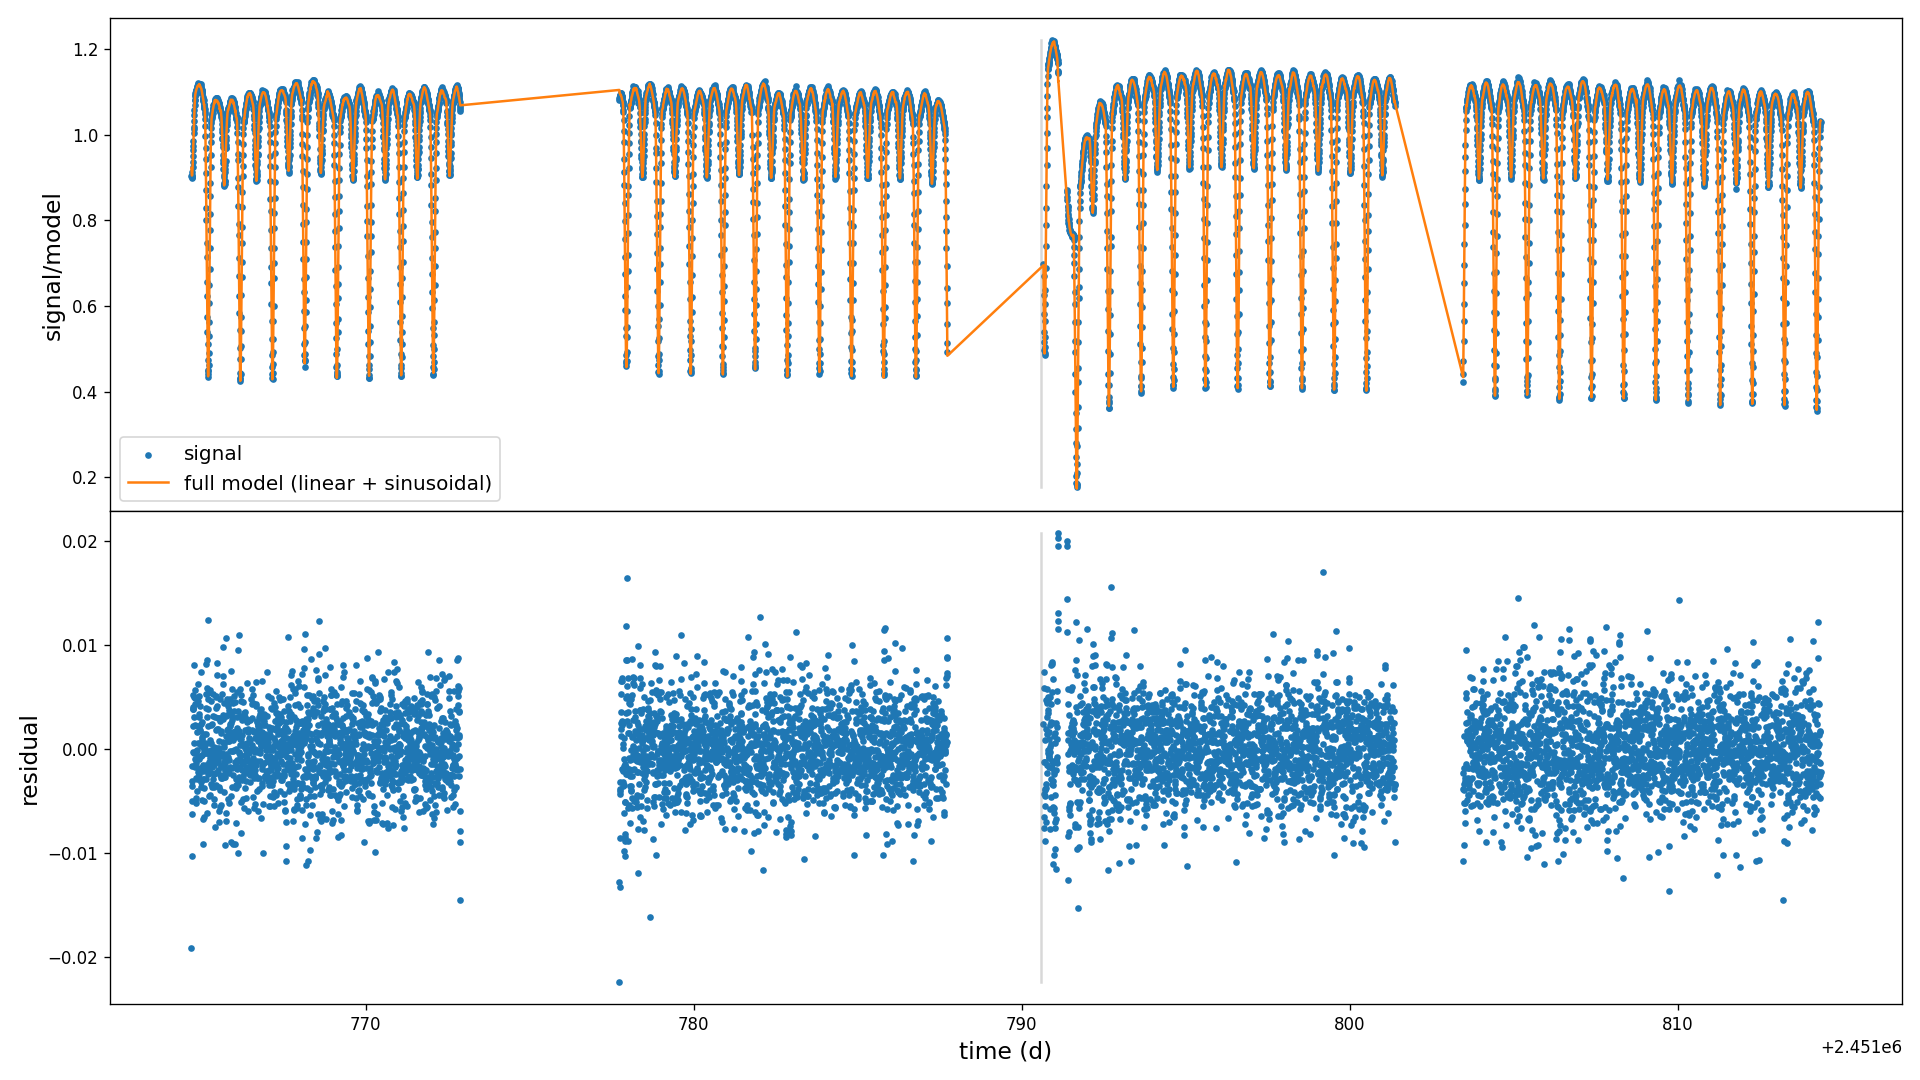 signal/model
1.2
1.0
0.8
0.6
0.4
0.2
signal
full model (linear + sinusoidal)
residual
0.02
0.01
0.00
−0.01
−0.02
770
780
790
800
810
time (d)
+2.451e6